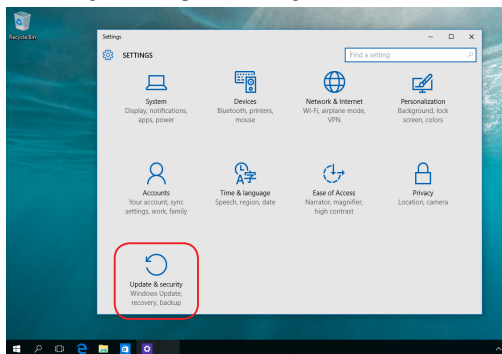 Recycle Bin
Settings
SETTINGS
Find a setting
System
Display, notifications,
apps, power
Devices
Bluetooth, printers,
mouse
Network & Internet
Wi-Fi, airplane mode,
VPN
Personalization
Background, lock
screen, colors
Accounts
Your account, sync
settings, work, family
Time & language
Speech, region, date
Ease of Access
Narrator, magnifier,
high contrast
Privacy
Location, camera
Update & security
Windows Update,
recovery, backup